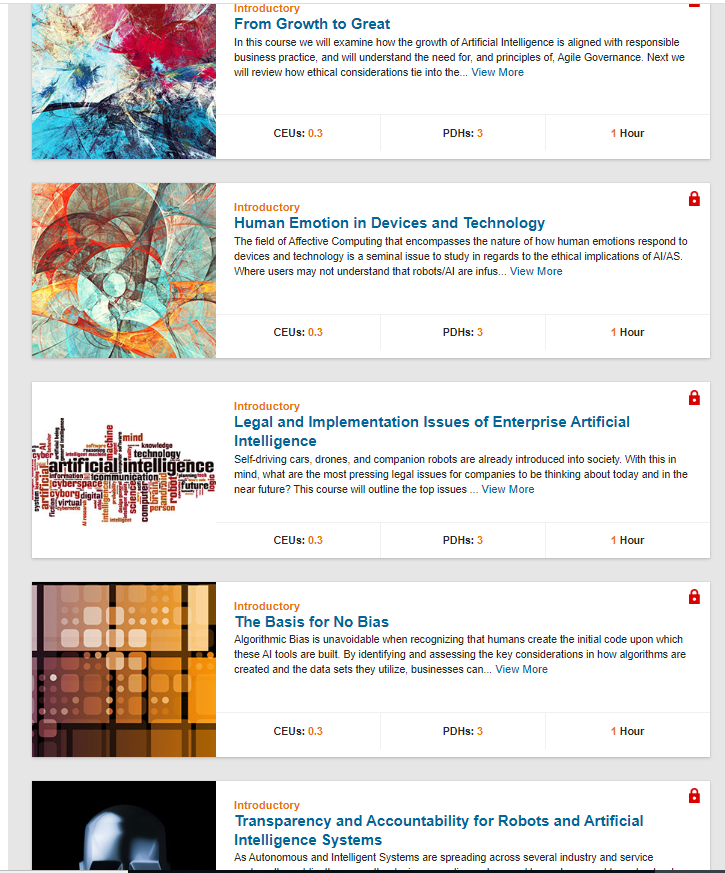 Introductory
From Growth to Great
In this course we will examine how the growth of Artificial Intelligence is aligned with responsible
business practice, and will understand the need for, and principles of, Agile Governance. Next we
will review how ethical considerations tie into the... View More
CEUs: 0.3
PDHs: 3
1 Hour
Introductory
Human Emotion in Devices and Technology
The field of Affective Computing that encompasses the nature of how human emotions respond to
devices and technology is a seminal issue to study in regards to the ethical implications of AI/AS.
Where users may not understand that robots/AI are infus... View More
CEUs: 0.3
PDHs: 3
1 Hour
mind
software
knowledge
reasoning
technology
machine
artificial intelligence
information
communication
cyberspace
cyborg
digital
virtual
future
robot
logic
science
computer
person
system
fiction
Introductory
Legal and Implementation Issues of Enterprise Artificial
Intelligence
Self-driving cars, drones, and companion robots are already introduced into society. With this in
mind, what are the most pressing legal issues for companies to be thinking about today and in the
near future? This course will outline the top issues ... View More
CEUs: 0.3
PDHs: 3
1 Hour
Introductory
The Basis for No Bias
Algorithmic Bias is unavoidable when recognizing that humans create the initial code upon which
these AI tools are built. By identifying and assessing the key considerations in how algorithms are
created and the data sets they utilize, businesses can... View More
CEUs: 0.3
PDHs: 3
1 Hour
Introductory
Transparency and Accountability for Robots and Artificial
Intelligence Systems
As Autonomous and Intelligent Systems are spreading across several industry and service